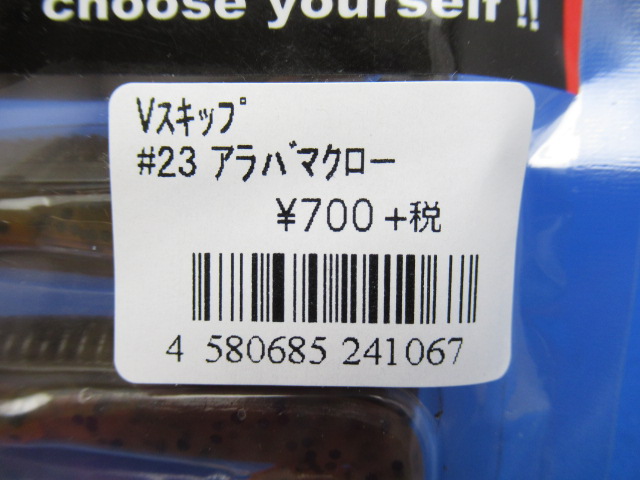 choose yourself !!
Vｽｷｯﾌﾟ
#23 アラバマクロー
¥700 +税
4 580685 241067